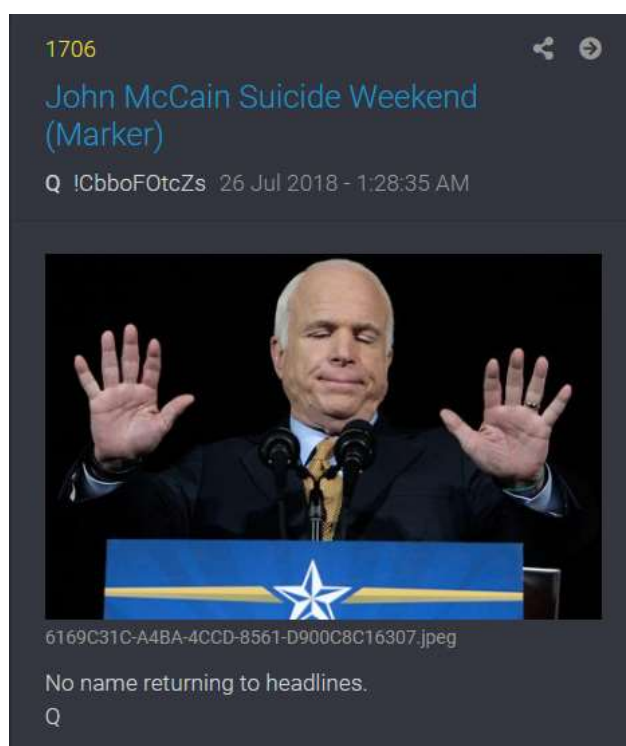 1706
John McCain Suicide Weekend
(Marker)
Q !CbboFOtcZs 26 Jul 2018 - 1:28:35 AM
6169C31C-A4BA-4CCD-8561-D900C8C16307.jpeg
No name returning to headlines.
Q